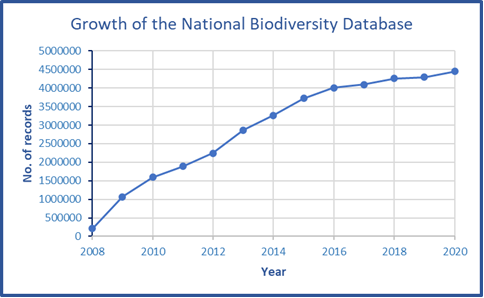 Growth of the National Biodiversity Database
5000000
4500000
4000000
3500000
3000000
2500000
2000000
1500000
1000000
500000
0
No. of records
2008 2010 2012 2014 2016 2018 2020
Year